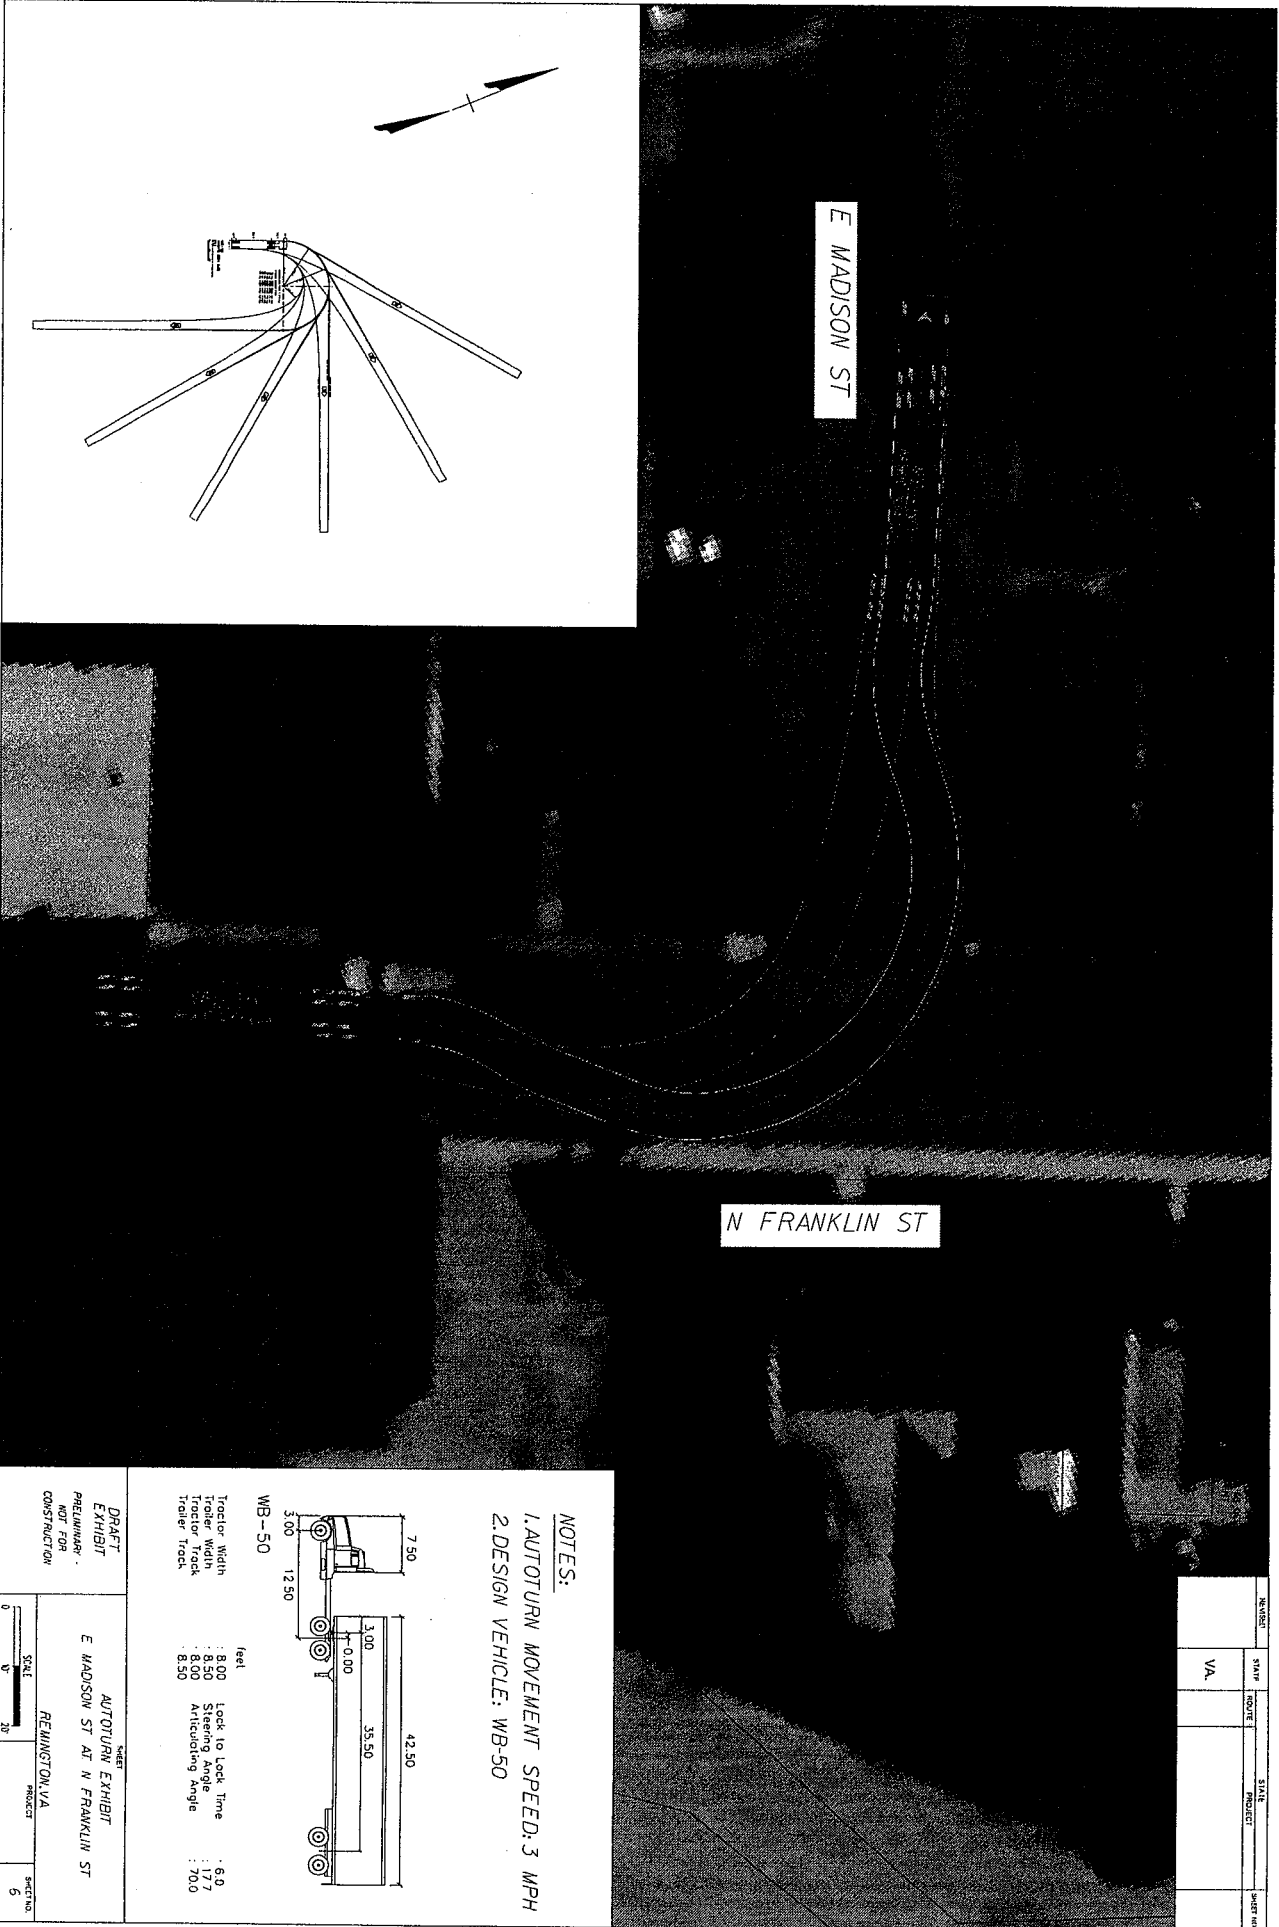 REVISED
STATE
ROUTE
STATE
PROJECT
SHEET NO.
VA.
E MADISON ST
N FRANKLIN ST
NOTES:
1. AUTOTURN MOVEMENT SPEED: 3 MPH
2. DESIGN VEHICLE: WB-50
42.50
7.50
35.50
3.00
0.00
3.00
12.50
WB-50
feet
Tractor Width : 8.00 Lock to Lock Time : 6.0
Trailer Width : 8.50 Steering Angle : 17.7
Tractor Track : 8.00 Articulating Angle : 70.0
Trailer Track : 8.50
DRAFT
EXHIBIT
PRELIMINARY -
NOT FOR
CONSTRUCTION
SHEET
AUTOTURN EXHIBIT
E MADISON ST AT N FRANKLIN ST
REMINGTON, VA
SCALE
0 10' 20'
PROJECT
SHEET NO.
6